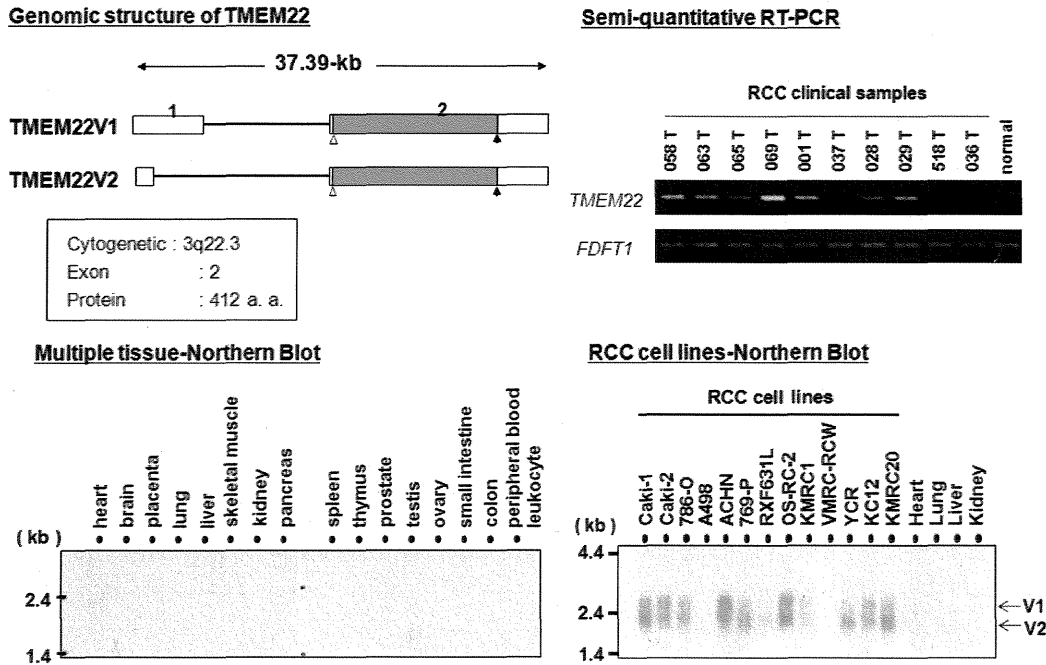 Genomic structure of TMEM22
37.39-kb
1
2
TMEM22V1
TMEM22V2
Cytogenetic : 3q22.3
Exon : 2
Protein : 412 a. a.
Semi-quantitative RT-PCR
RCC clinical samples
058 T
063 T
065 T
069 T
001 T
037 T
028 T
029 T
518 T
036 T
normal
TMEM22
FDFT1
Multiple tissue-Northern Blot
heart
brain
placenta
lung
liver
skeletal muscle
kidney
pancreas
spleen
thymus
prostate
testis
ovary
small intestine
colon
peripheral blood
leukocyte
( kb )
2.4
1.4
RCC cell lines-Northern Blot
RCC cell lines
Caki-1
Caki-2
786-O
A498
ACHN
769-P
RXF631L
OS-RC-2
KMRC1
VMRC-RCW
YCR
KC12
KMRC20
Heart
Lung
Liver
Kidney
( kb )
4.4
2.4
1.4
V1
V2